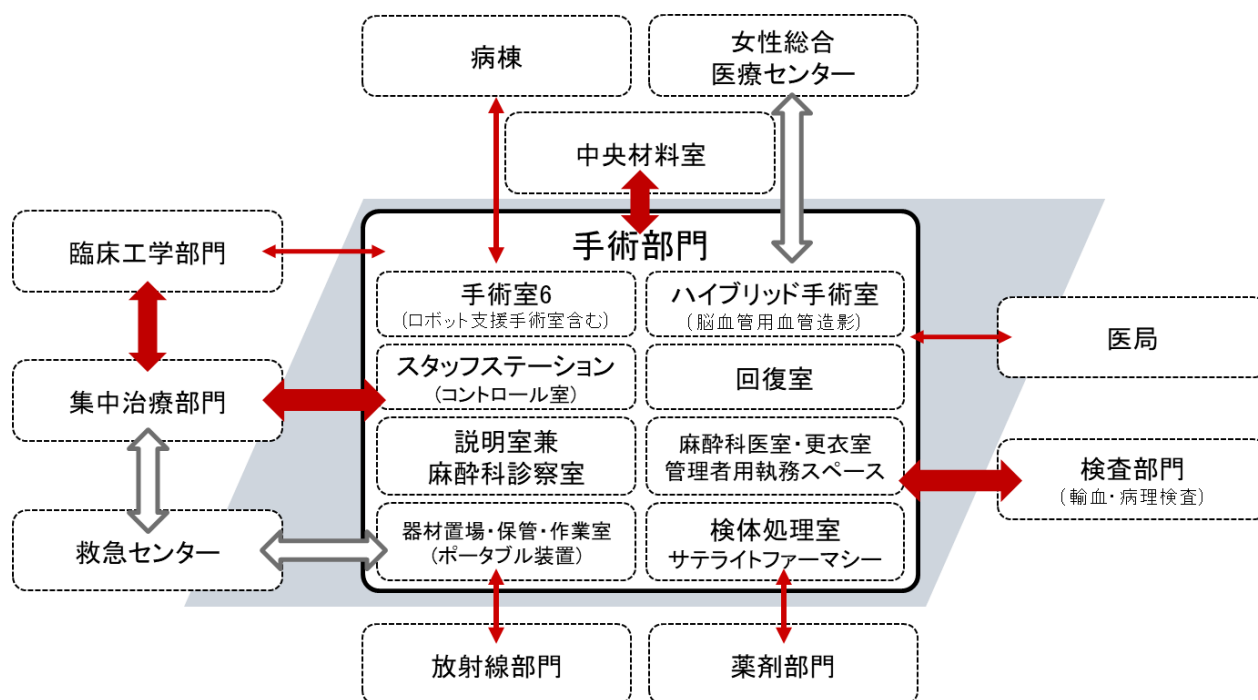 病棟
女性総合
医療センター
中央材料室
手術部門
臨床工学部門
手術室6
(ロボット支援手術室含む)
ハイブリッド手術室
(脳血管用血管造影)
医局
スタッフステーション
(コントロール室)
回復室
集中治療部門
説明室兼
麻酔科診察室
麻酔科医室・更衣室
管理者用執務スペース
検査部門
(輸血・病理検査)
救急センター
器材置場・保管・作業室
(ポータブル装置)
検体処理室
サテライトファーマシー
放射線部門
薬剤部門